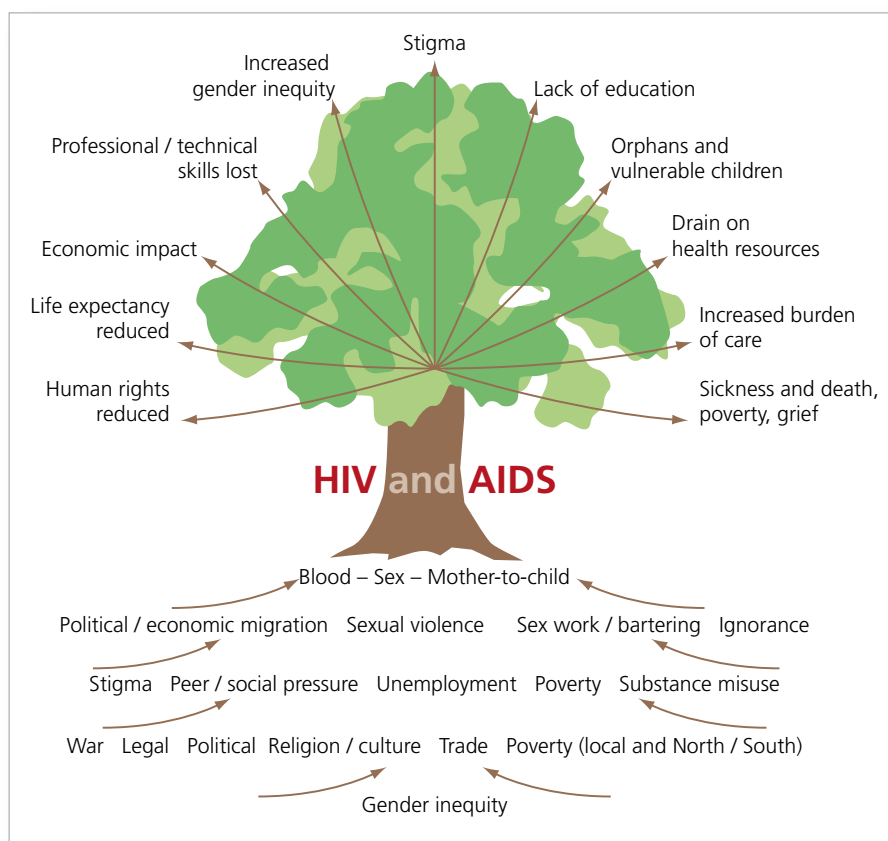 Stigma
Increased
gender inequity
Lack of education
Professional / technical
skills lost
Orphans and
vulnerable children
Economic impact
Drain on
health resources
Life expectancy
reduced
Increased burden
of care
Human rights
reduced
Sickness and death,
poverty, grief
HIV and AIDS
Blood – Sex – Mother-to-child
Political / economic migration Sexual violence Sex work / bartering Ignorance
Stigma Peer / social pressure Unemployment Poverty Substance misuse
War Legal Political Religion / culture Trade Poverty (local and North / South)
Gender inequity